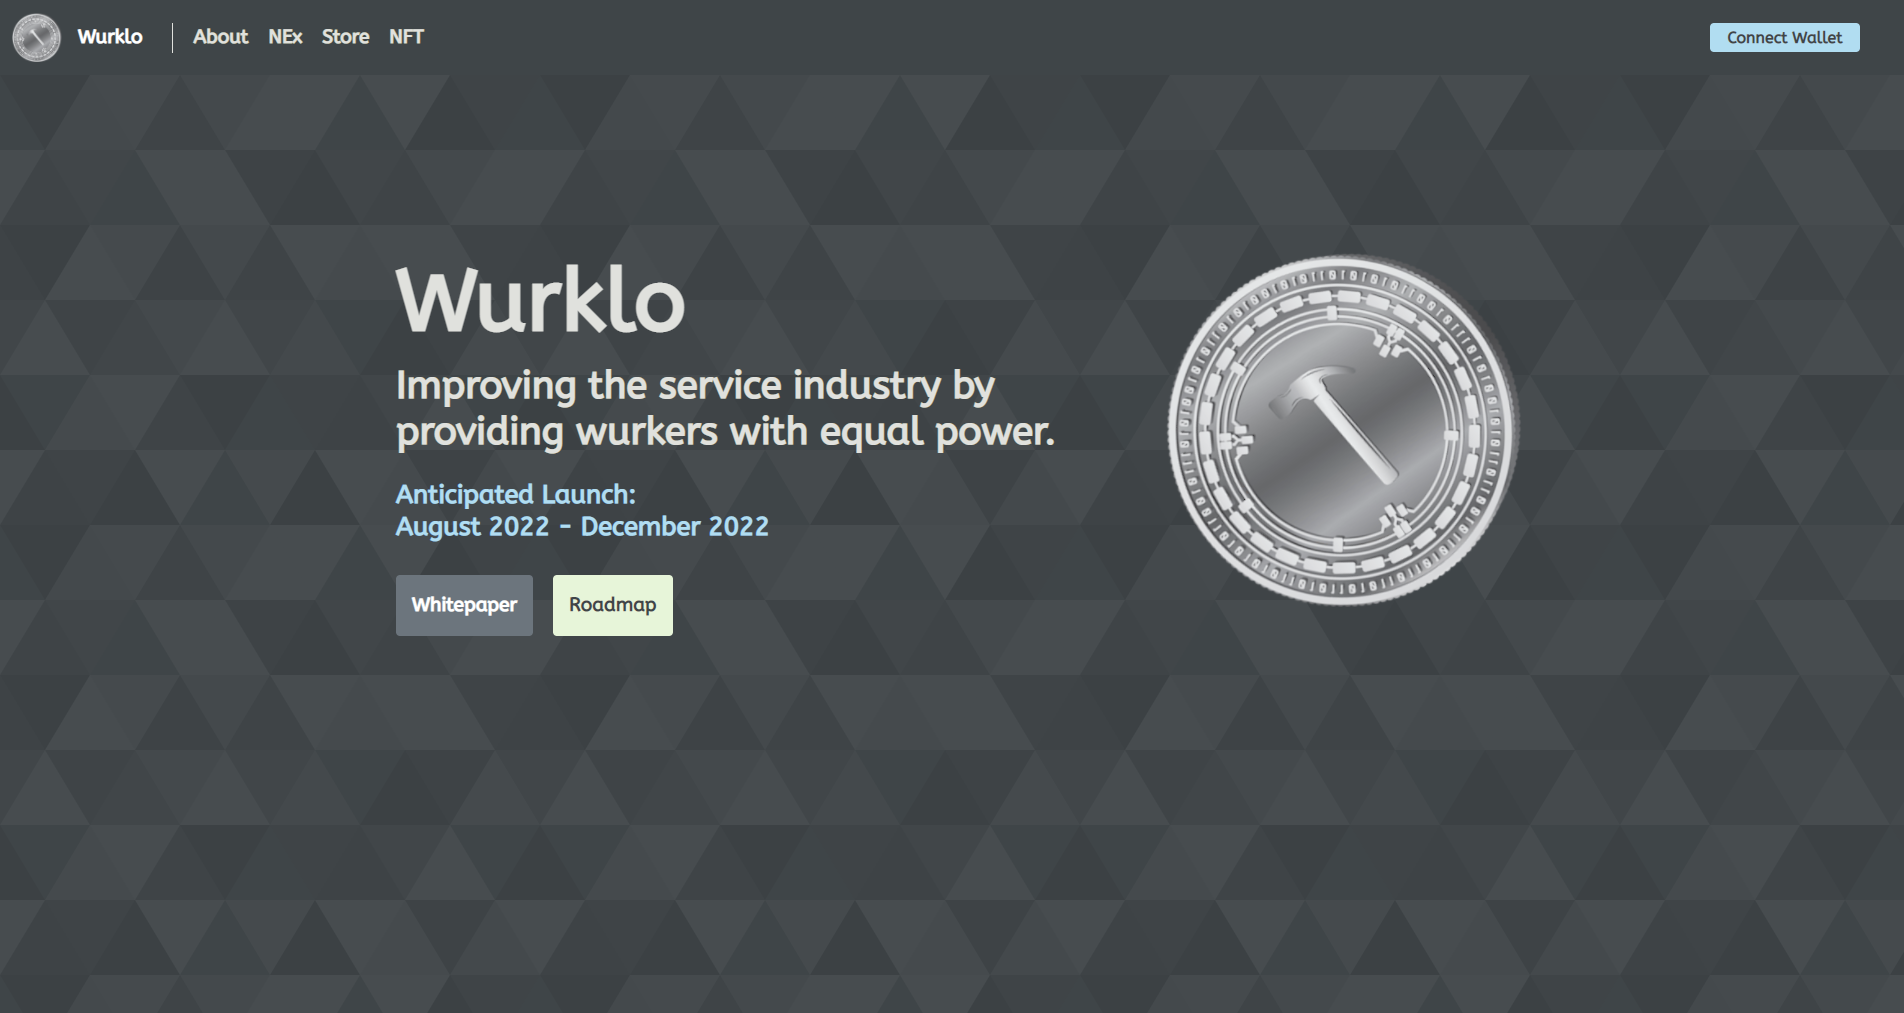 Wurklo
About
NEx
Store
NFT
Connect Wallet
Wurklo
Improving the service industry by
providing wurkers with equal power.
Anticipated Launch:
August 2022 - December 2022
Whitepaper
Roadmap